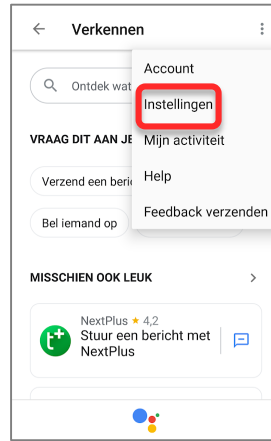 Verkennen
Ontdek wat
Account
Instellingen
Mijn activiteit
Help
Feedback verzenden
VRAAG DIT AAN JE
Verzend een beri
Bel iemand op
MISSCHIEN OOK LEUK
NextPlus ★ 4,2
Stuur een bericht met
NextPlus